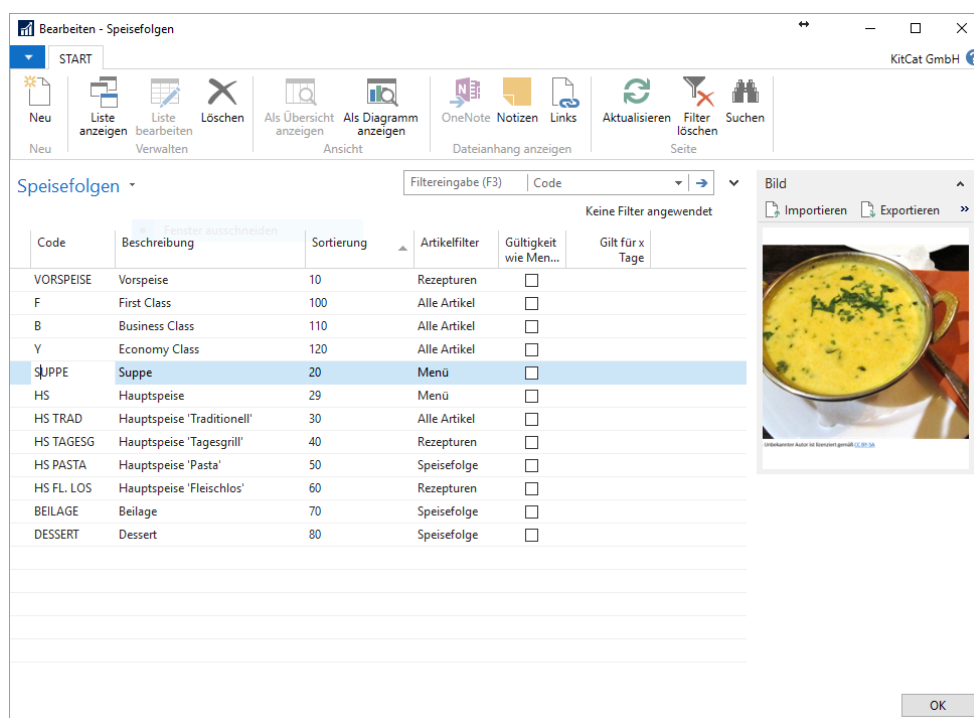 Bearbeiten - Speisefolgen
START
KitCat GmbH
Neu
Liste anzeigen
Liste bearbeiten
Löschen
Als Übersicht anzeigen
Als Diagramm anzeigen
OneNote
Notizen
Links
Aktualisieren
Filter löschen
Suchen
Neu
Verwalten
Ansicht
Dateianhang anzeigen
Seite
Speisefolgen
Filtereingabe (F3) Code
Keine Filter angewendet
Fenster ausschneiden
Code Beschreibung Sortierung Artikelfilter Gültigkeit wie Men... Gilt für x Tage
VORSPEISE Vorspeise 10 Rezepturen
F First Class 100 Alle Artikel
B Business Class 110 Alle Artikel
Y Economy Class 120 Alle Artikel
SUPPE Suppe 20 Menü
HS Hauptspeise 29 Menü
HS TRAD Hauptspeise 'Traditionell' 30 Alle Artikel
HS TAGESG Hauptspeise 'Tagesgrill' 40 Rezepturen
HS PASTA Hauptspeise 'Pasta' 50 Speisefolge
HS FL. LOS Hauptspeise 'Fleischlos' 60 Rezepturen
BEILAGE Beilage 70 Speisefolge
DESSERT Dessert 80 Speisefolge
Bild
Importieren Exportieren
Unbekannter Autor ist lizenziert gemäß CC BY-SA
OK